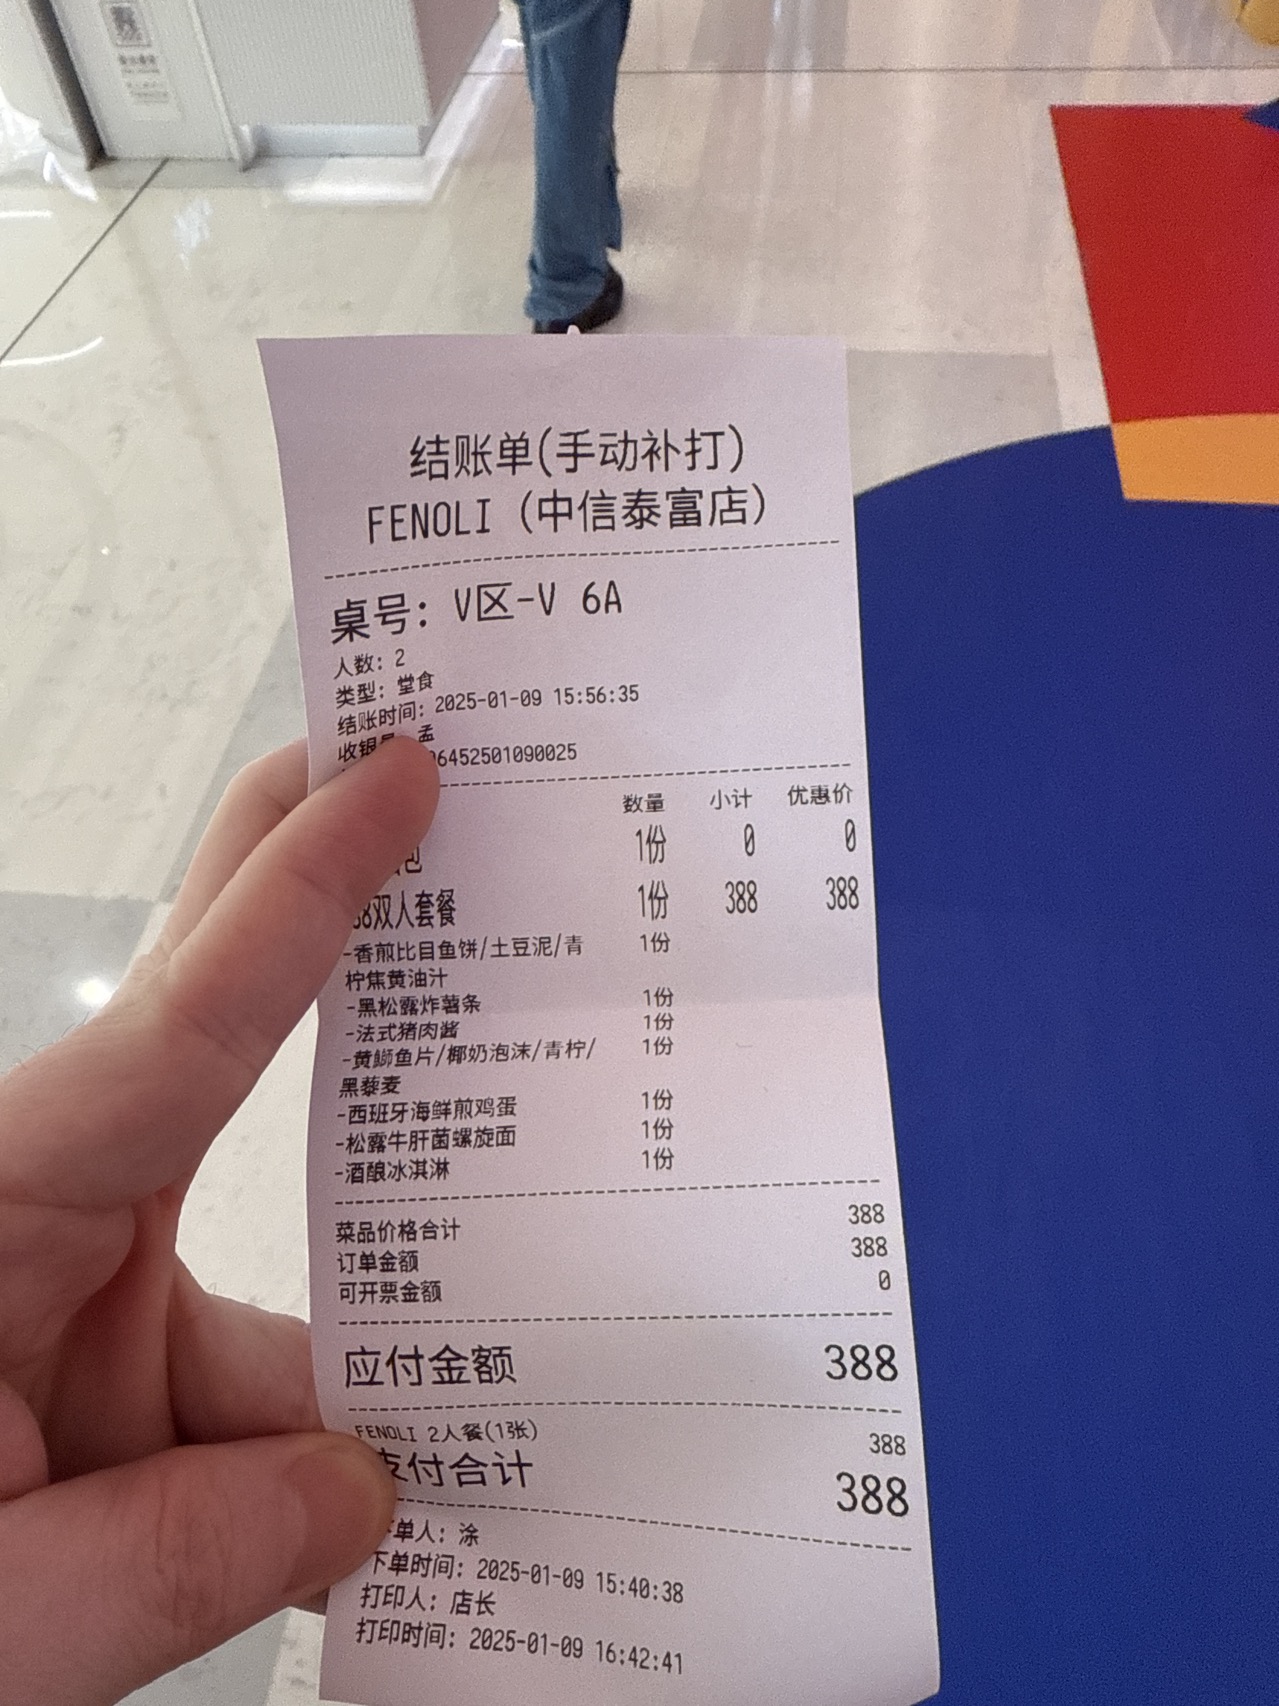 结账单(手动补打)
FENOLI (中信泰富店)
桌号: V区-V 6A
人数: 2
类型: 堂食
结账时间: 2025-01-09 15:56:35
收银 孟
06452501090025
数量 小计 优惠价
包 1份 0 0
88双人套餐 1份 388 388
-香煎比目鱼饼/土豆泥/青 1份
柠焦黄油汁
-黑松露炸薯条 1份
-法式猪肉酱 1份
-黄鰤鱼片/椰奶泡沫/青柠/ 1份
黑藜麦
-西班牙海鲜煎鸡蛋 1份
-松露牛肝菌螺旋面 1份
-酒酿冰淇淋 1份
菜品价格合计 388
订单金额 388
可开票金额 0
应付金额 388
FENOLI 2人餐(1张) 388
支付合计 388
单人: 涂
下单时间: 2025-01-09 15:40:38
打印人: 店长
打印时间: 2025-01-09 16:42:41